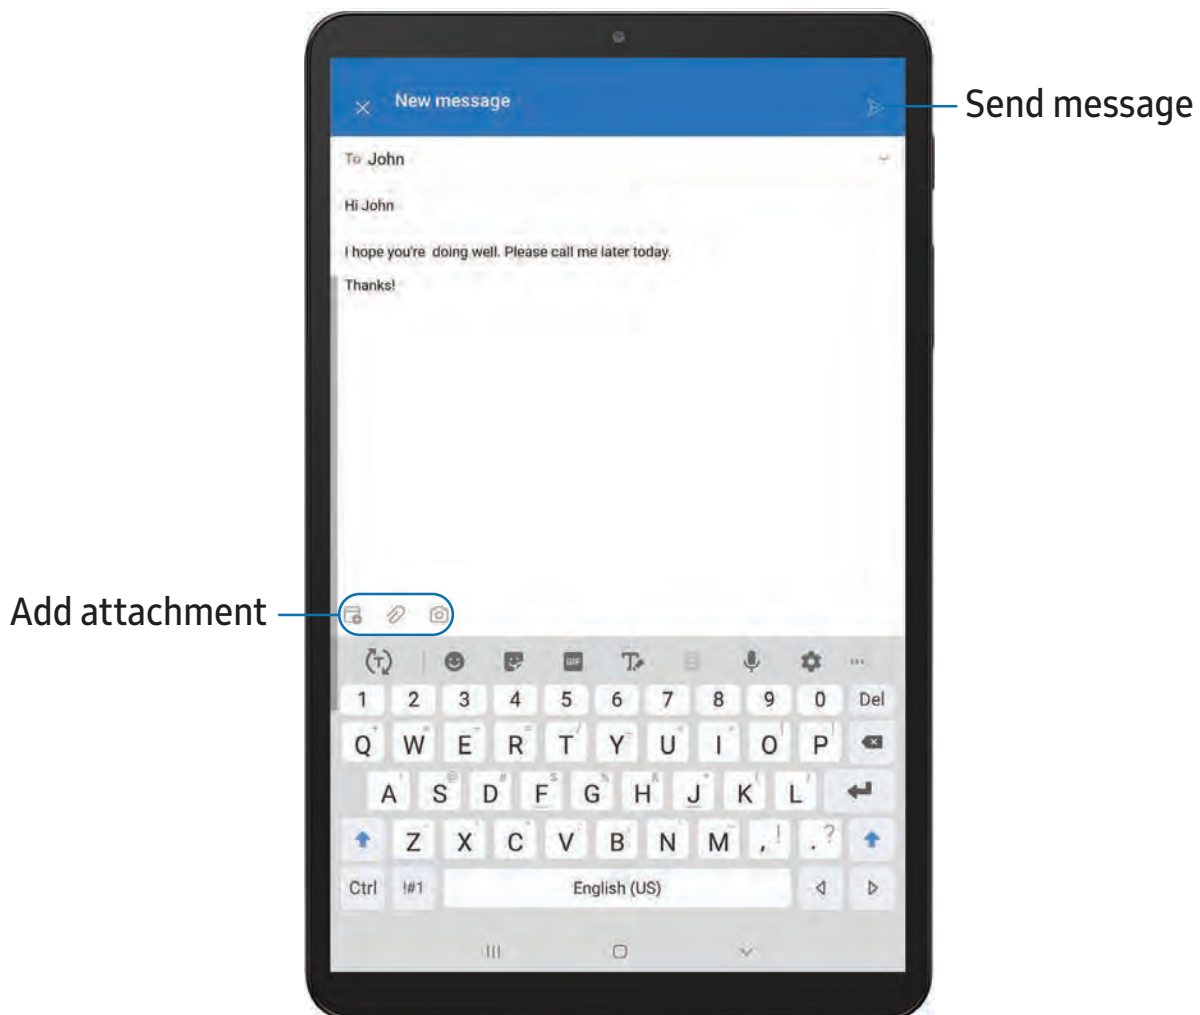 New message
Send message
To John
Hi John
I hope you're doing well. Please call me later today.
Thanks!
Add attachment
GIF
1 2 3 4 5 6 7 8 9 0 Del
Q W E R T Y U I O P
A S D F G H J K L
Z X C V B N M , ! . ?
Ctrl !#1 English (US)